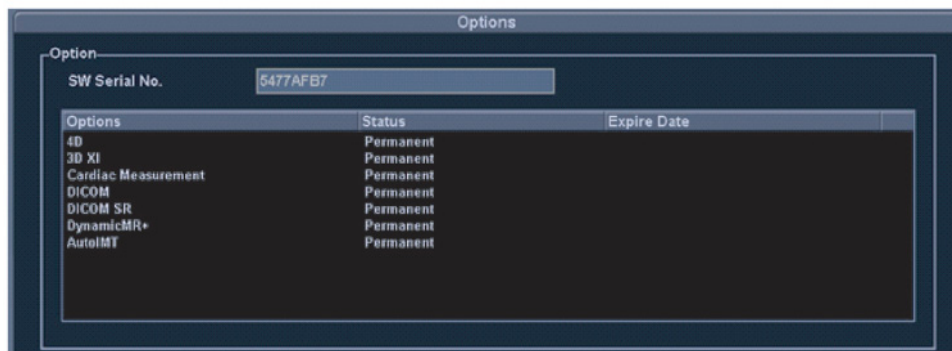 Options
Option
SW Serial No. 5477AFB7
Options Status Expire Date
4D Permanent
3D XI Permanent
Cardiac Measurement Permanent
DICOM Permanent
DICOM SR Permanent
DynamicMR+ Permanent
AutoIMT Permanent